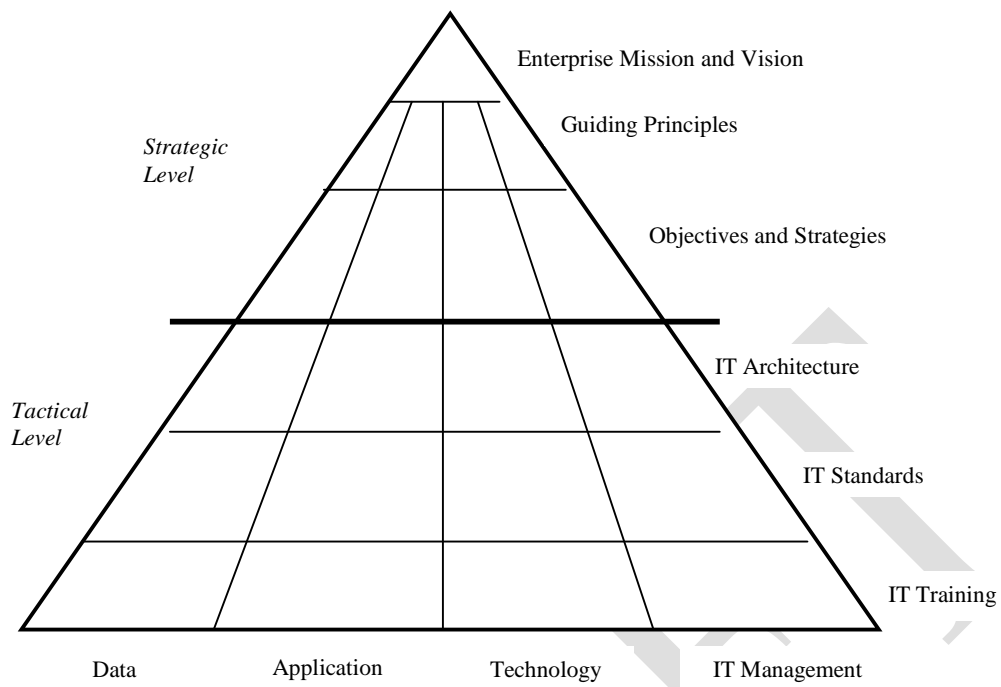 Enterprise Mission and Vision
Guiding Principles
Strategic
Level
Objectives and Strategies
IT Architecture
Tactical
Level
IT Standards
IT Training
Data
Application
Technology
IT Management